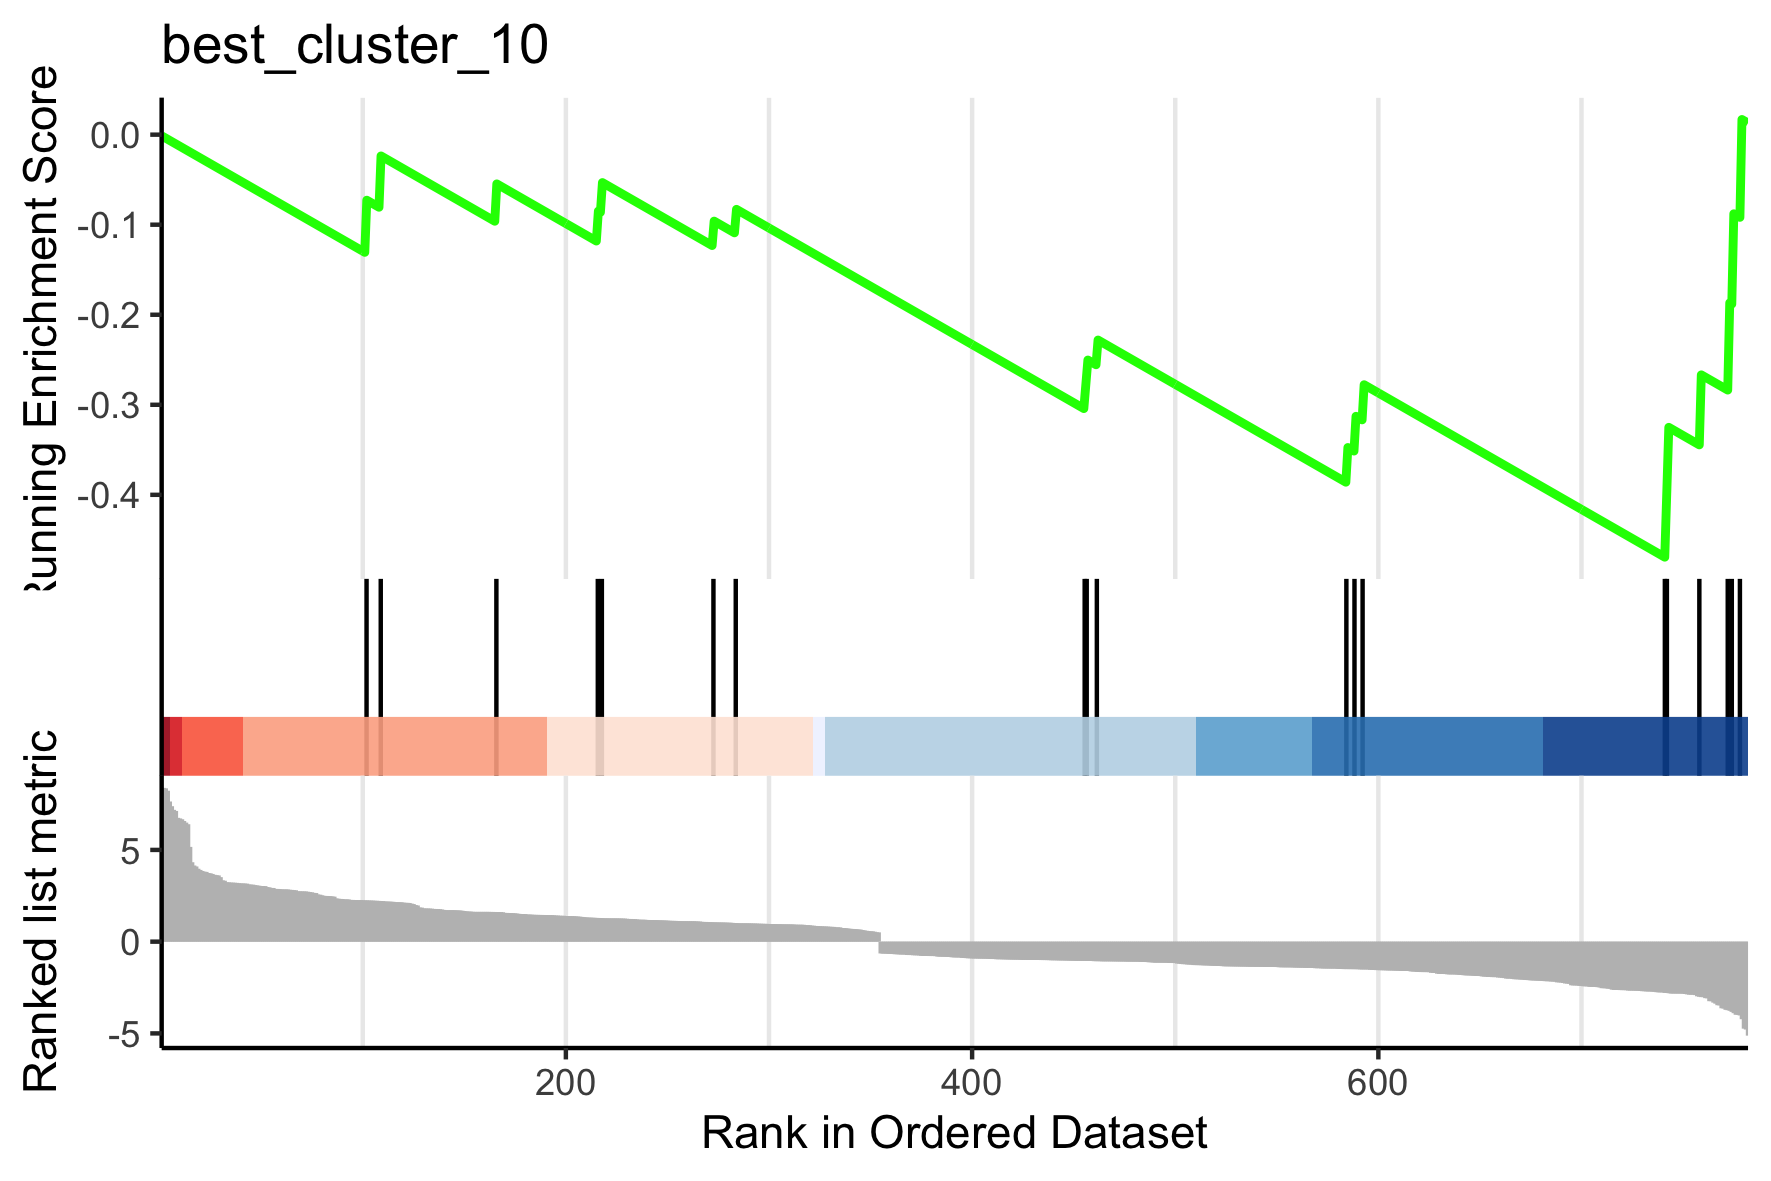 best_cluster_10
Running Enrichment Score
0.0
-0.1
-0.2
-0.3
-0.4
Ranked list metric
5
0
-5
200
400
600
Rank in Ordered Dataset